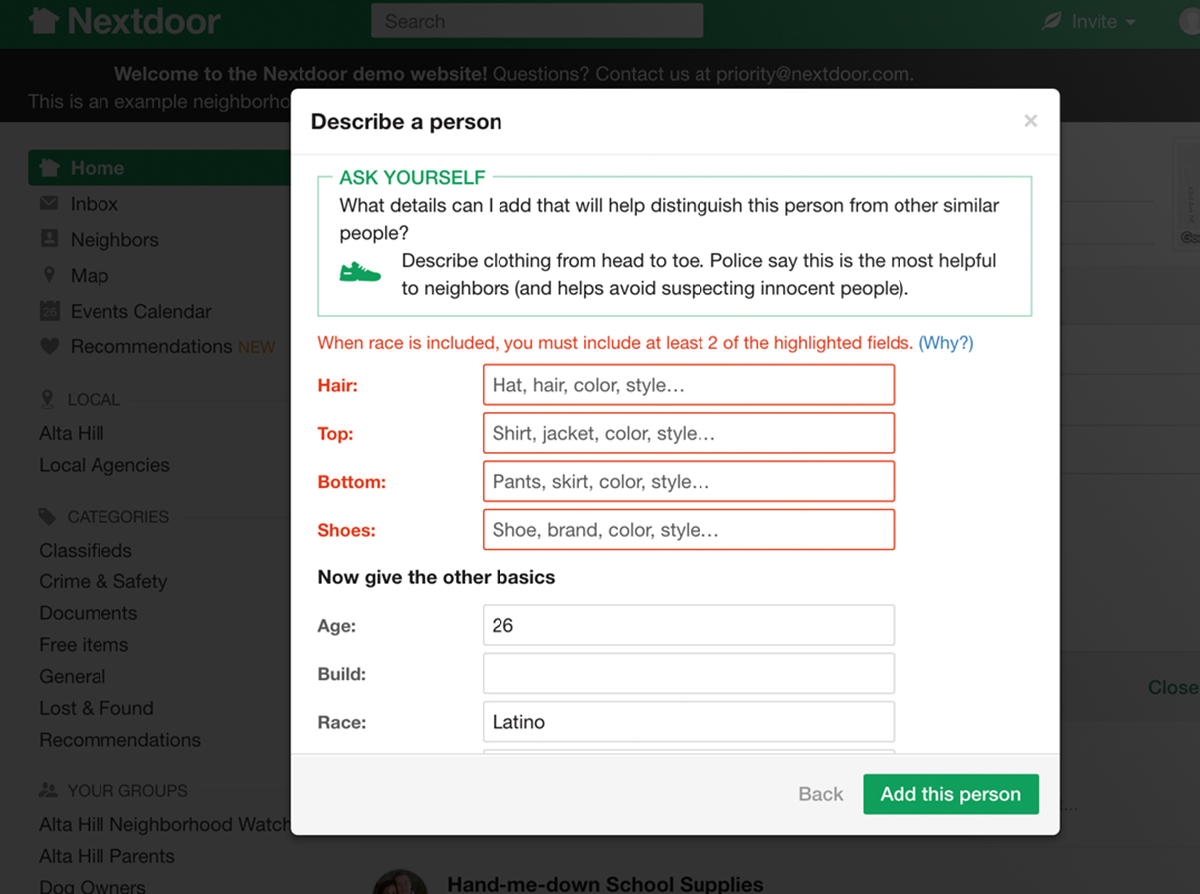 Nextdoor
Search
Invite
Welcome to the Nextdoor demo website! Questions? Contact us at priority@nextdoor.com.
This is an example neighborho
Describe a person
×
Home
Inbox
Neighbors
Map
26
Events Calendar
Recommendations NEW
LOCAL
Alta Hill
Local Agencies
CATEGORIES
Classifieds
Crime & Safety
Documents
Free items
General
Lost & Found
Recommendations
YOUR GROUPS
Alta Hill Neighborhood Watch
Alta Hill Parents
Dog Owners
ASK YOURSELF
What details can I add that will help distinguish this person from other similar
people?
Describe clothing from head to toe. Police say this is the most helpful
to neighbors (and helps avoid suspecting innocent people).
When race is included, you must include at least 2 of the highlighted fields. (Why?)
Hair: Hat, hair, color, style...
Top: Shirt, jacket, color, style...
Bottom: Pants, skirt, color, style...
Shoes: Shoe, brand, color, style...
Now give the other basics
Age: 26
Build:
Race: Latino
Back
Add this person
Close
Hand-me-down School Supplies